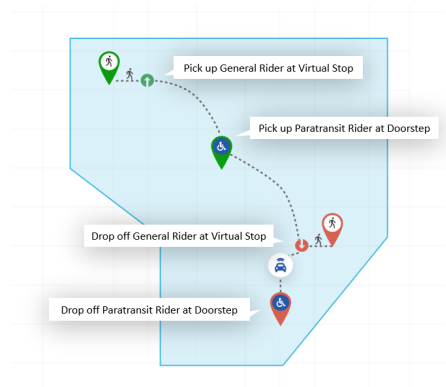 Pick up General Rider at Virtual Stop
Pick up Paratransit Rider at Doorstep
Drop off General Rider at Virtual Stop
Drop off Paratransit Rider at Doorstep